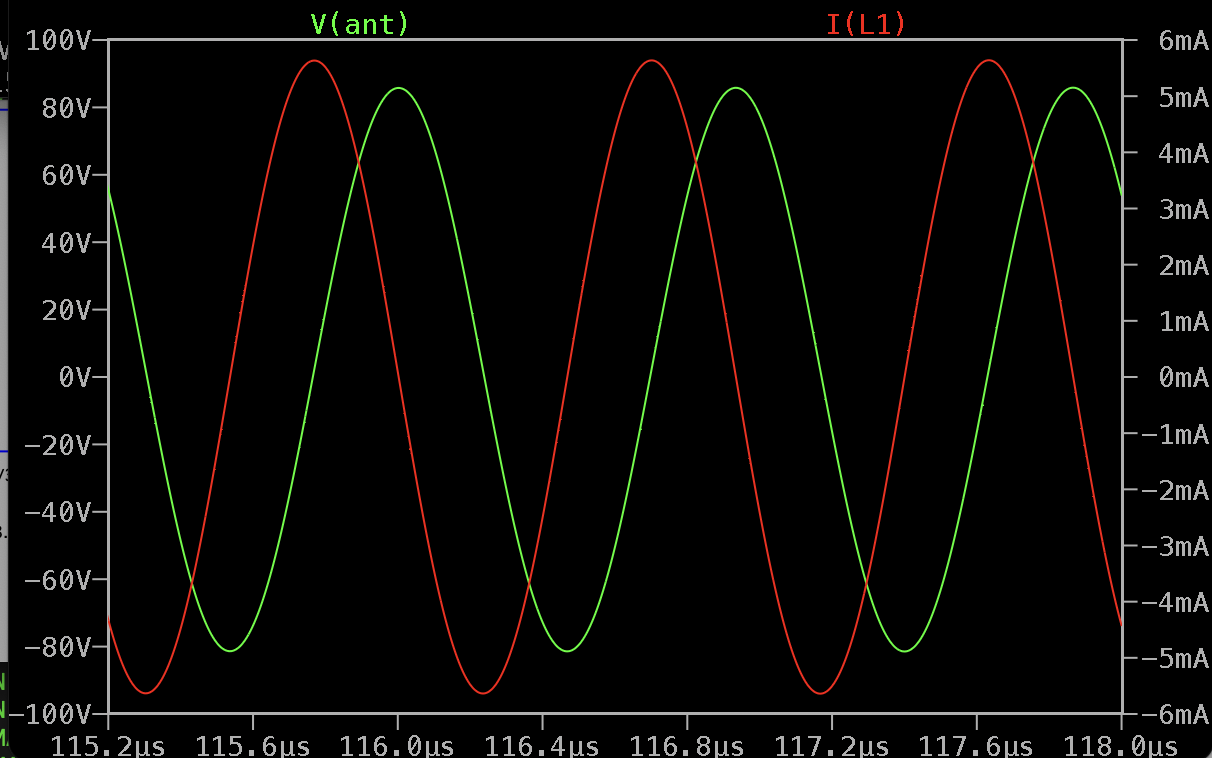 V(ant) I(L1)
100V 6mA
80V 5mA
60V 4mA
3mA
40V 2mA
20V 1mA
0V 0mA
−20V −1mA
−40V −2mA
−3mA
−60V −4mA
−80V −5mA
−100V −6mA
115.2µs 115.6µs 116.0µs 116.4µs 116.8µs 117.2µs 117.6µs 118.0µs